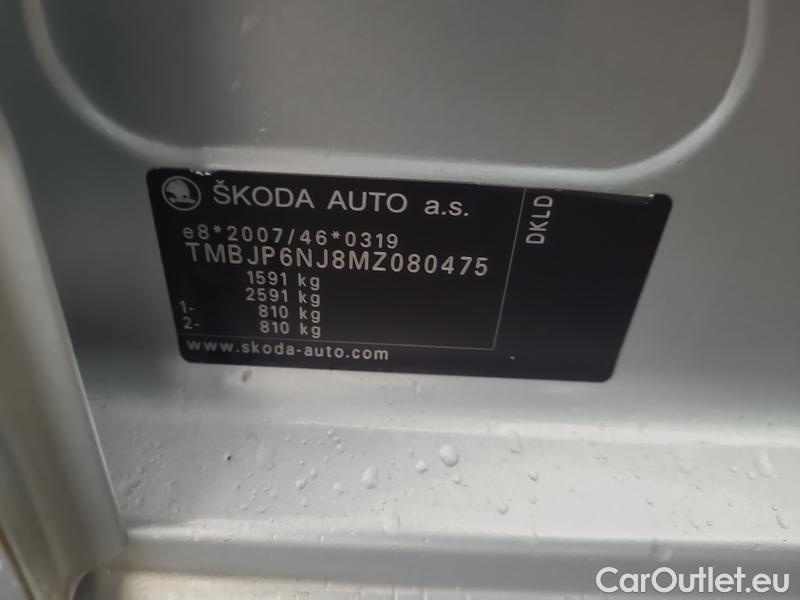 ŠKODA AUTO a.s.
e8*2007/46*0319
TMBJP6NJ8MZ080475
1591 kg
2591 kg
1- 810 kg
2- 810 kg
www.skoda-auto.com
DKLD
CarOutlet.eu